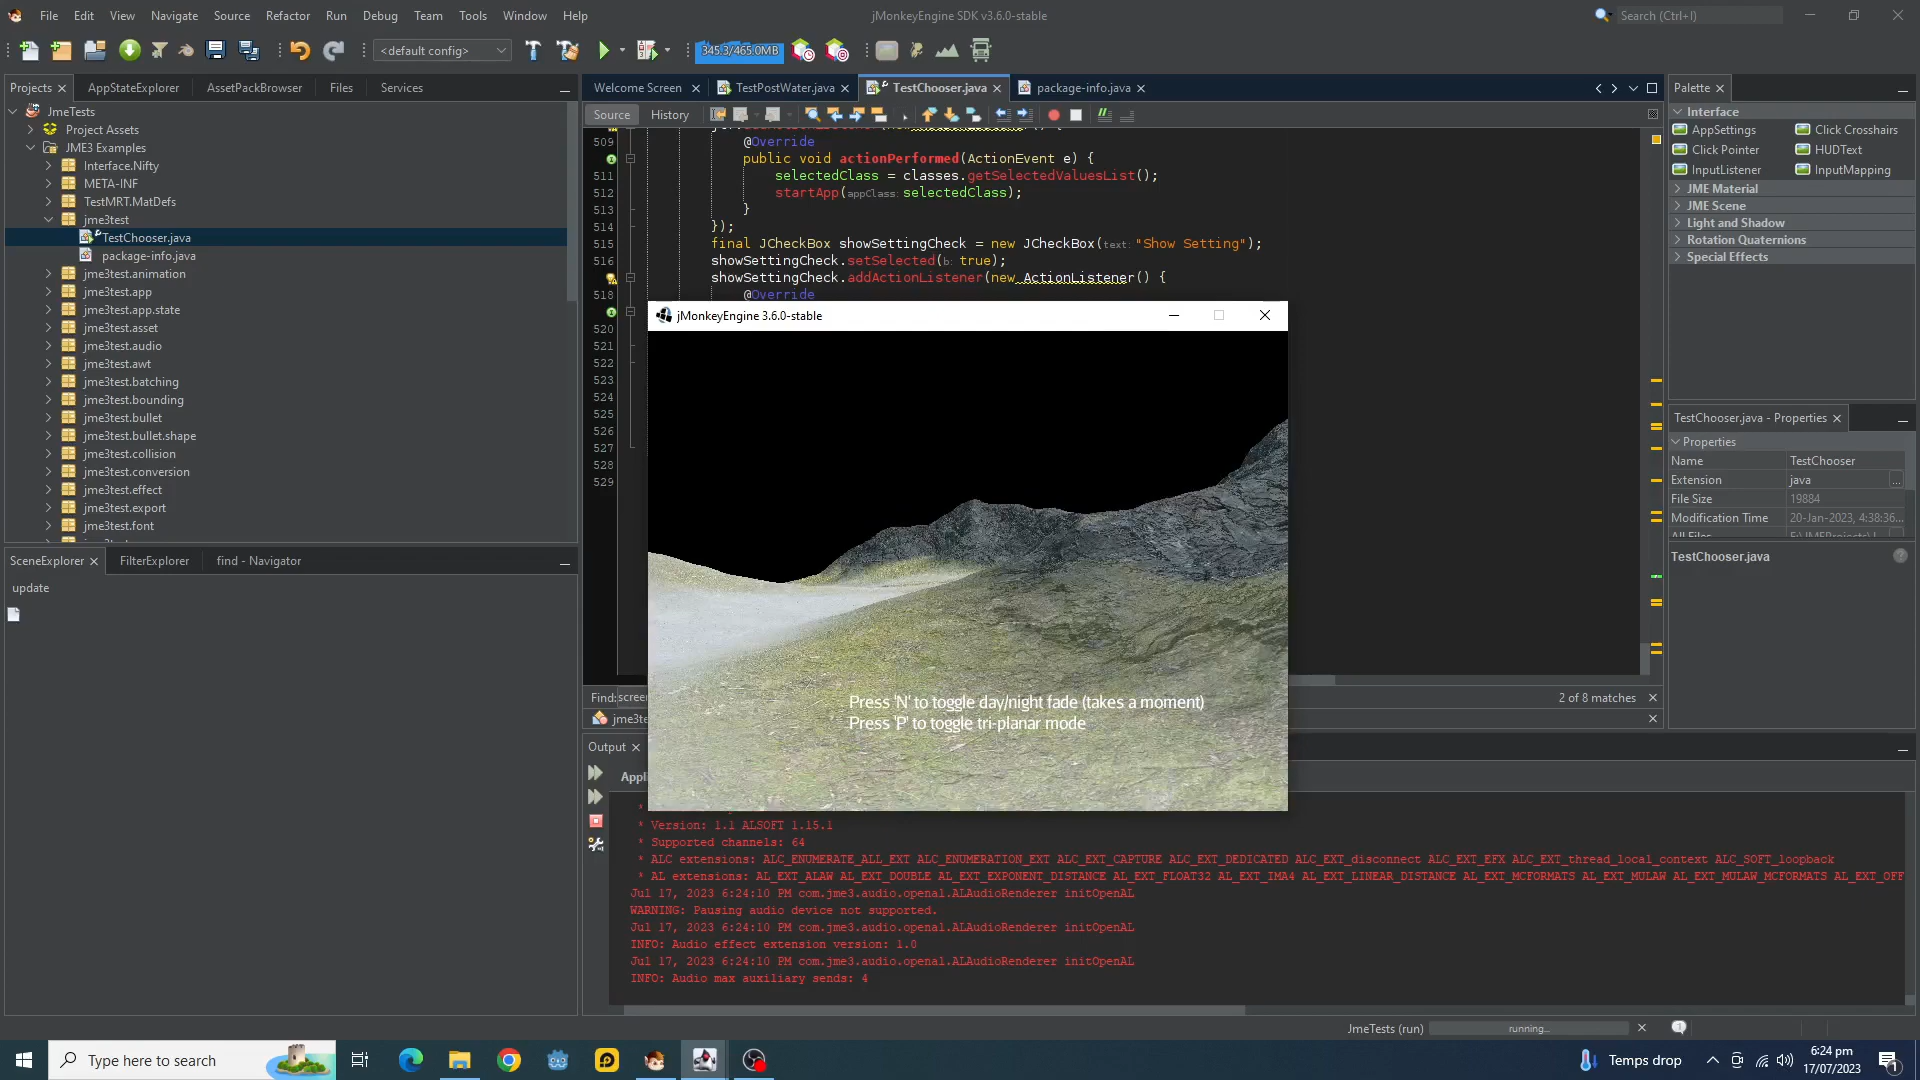 File Edit View Navigate Source Refactor Run Debug Team Tools Window Help
jMonkeyEngine SDK v3.6.0-stable
Search (Ctrl+I)
<default config>
345.3/465.0MB
Projects AppStateExplorer AssetPackBrowser Files Services
JmeTests
Project Assets
JME3 Examples
Interface.Nifty
META-INF
TestMRT.MatDefs
jme3test
TestChooser.java
package-info.java
jme3test.animation
jme3test.app
jme3test.app.state
jme3test.asset
jme3test.audio
jme3test.awt
jme3test.batching
jme3test.bounding
jme3test.bullet
jme3test.bullet.shape
jme3test.collision
jme3test.conversion
jme3test.effect
jme3test.export
jme3test.font
SceneExplorer FilterExplorer find - Navigator
update
Welcome Screen TestPostWater.java TestChooser.java package-info.java
Source History
509 @Override
public void actionPerformed(ActionEvent e) {
511 selectedClass = classes.getSelectedValuesList();
512 startApp(appClass: selectedClass);
513 }
514 });
515 final JCheckBox showSettingCheck = new JCheckBox(text: "Show Setting");
516 showSettingCheck.setSelected(b: true);
showSettingCheck.addActionListener(new ActionListener() {
518 @Override
520
521
522
523
524
525
526
527
528
529
jMonkeyEngine 3.6.0-stable
Press 'N' to toggle day/night fade (takes a moment)
Press 'P' to toggle tri-planar mode
Find: scree
2 of 8 matches
jme3te
Output
Appli
* Version: 1.1 ALSOFT 1.15.1
* Supported channels: 64
* ALC extensions: ALC_ENUMERATE_ALL_EXT ALC_ENUMERATION_EXT ALC_EXT_CAPTURE ALC_EXT_DEDICATED ALC_EXT_disconnect ALC_EXT_EFX ALC_EXT_thread_local_context ALC_SOFT_loopback
* AL extensions: AL_EXT_ALAW AL_EXT_DOUBLE AL_EXT_EXPONENT_DISTANCE AL_EXT_FLOAT32 AL_EXT_IMA4 AL_EXT_LINEAR_DISTANCE AL_EXT_MCFORMATS AL_EXT_MULAW AL_EXT_MULAW_MCFORMATS AL_EXT_OFF
Jul 17, 2023 6:24:10 PM com.jme3.audio.openal.ALAudioRenderer initOpenAL
WARNING: Pausing audio device not supported.
Jul 17, 2023 6:24:10 PM com.jme3.audio.openal.ALAudioRenderer initOpenAL
INFO: Audio effect extension version: 1.0
Jul 17, 2023 6:24:10 PM com.jme3.audio.openal.ALAudioRenderer initOpenAL
INFO: Audio max auxiliary sends: 4
JmeTests (run) running...
Palette
Interface
AppSettings Click Crosshairs
Click Pointer HUDText
InputListener InputMapping
JME Material
JME Scene
Light and Shadow
Rotation Quaternions
Special Effects
TestChooser.java - Properties
Properties
Name TestChooser
Extension java ...
File Size 19884
Modification Time 20-Jan-2023, 4:38:36...
TestChooser.java
Type here to search
Temps drop
6:24 pm
17/07/2023
1